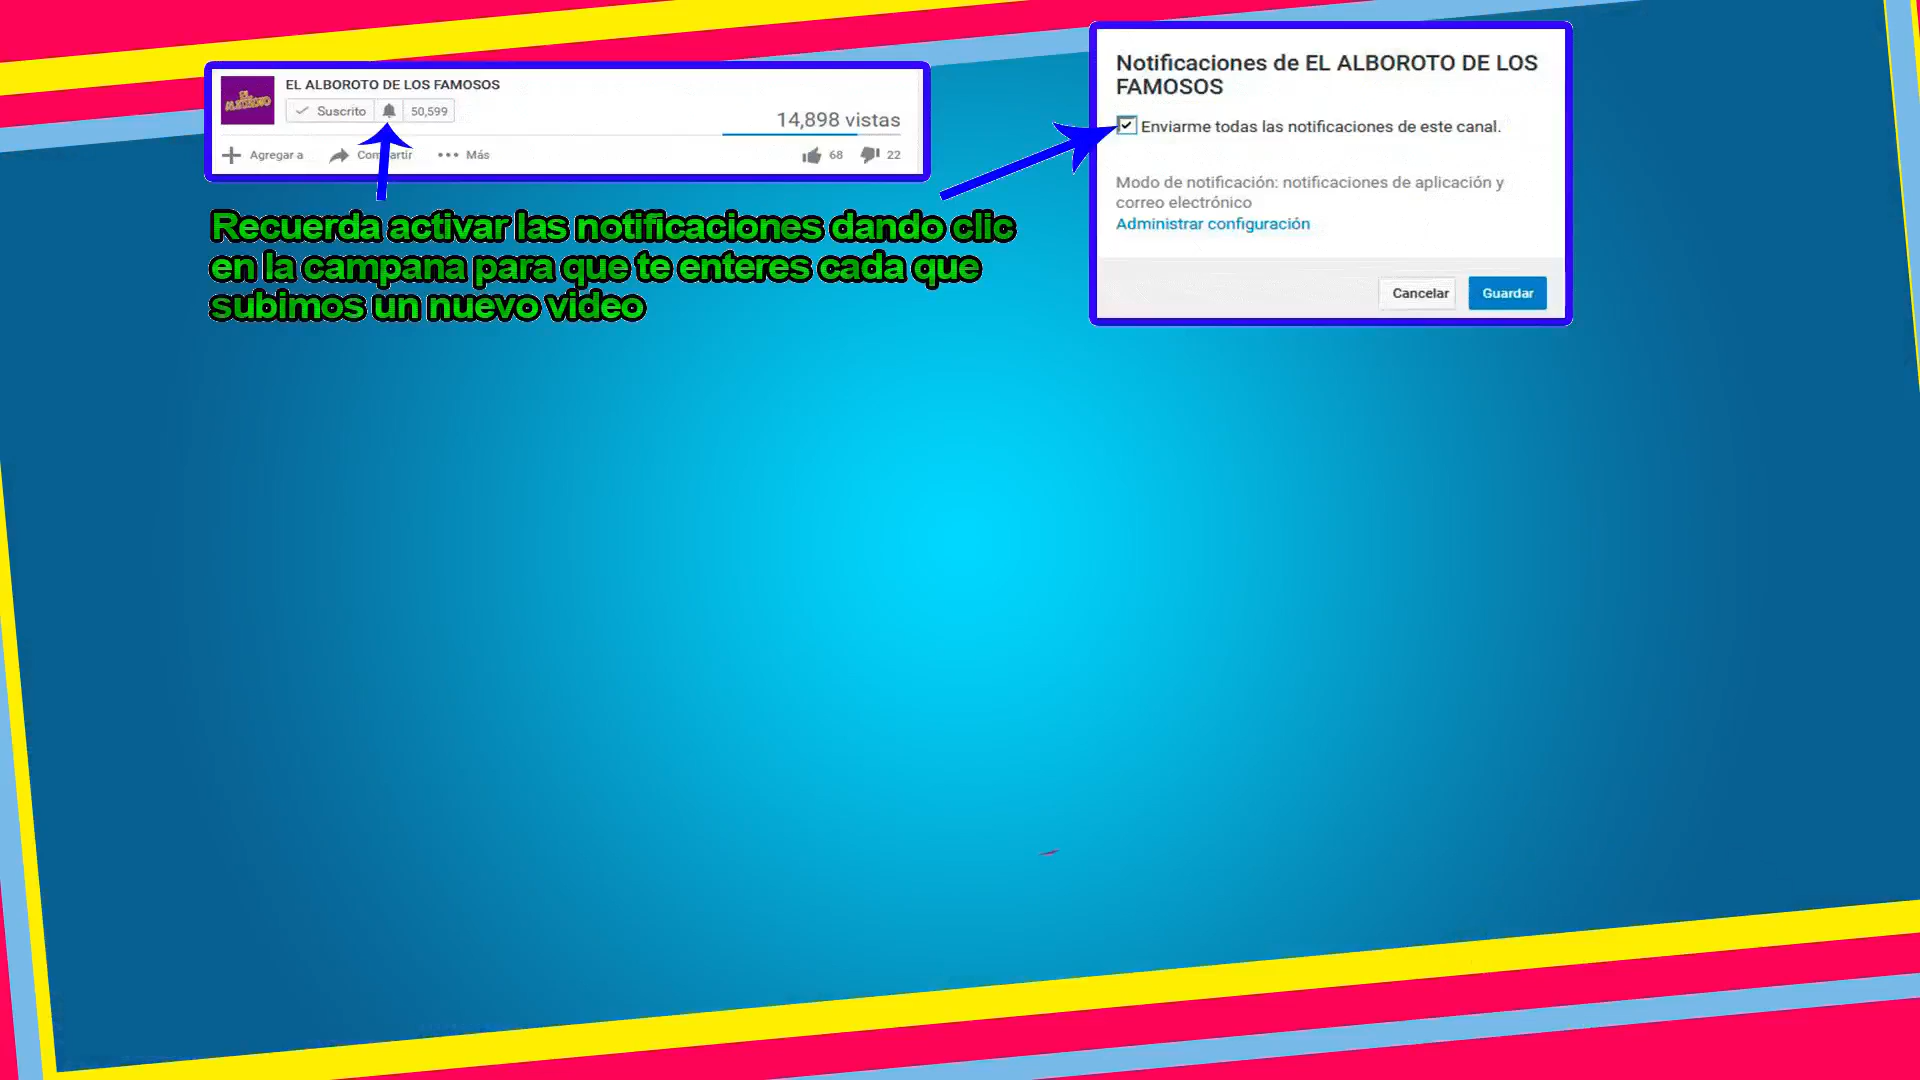 EL ALBOROTO DE LOS FAMOSOS
EL
ALBOROTO
Suscrito 50,599
14,898 vistas
Agregar a Compartir Más 68 22
Recuerda activar las notificaciones dando clic
en la campana para que te enteres cada que
subimos un nuevo video
Notificaciones de EL ALBOROTO DE LOS
FAMOSOS
Enviarme todas las notificaciones de este canal.
Modo de notificación: notificaciones de aplicación y
correo electrónico
Administrar configuración
Cancelar Guardar